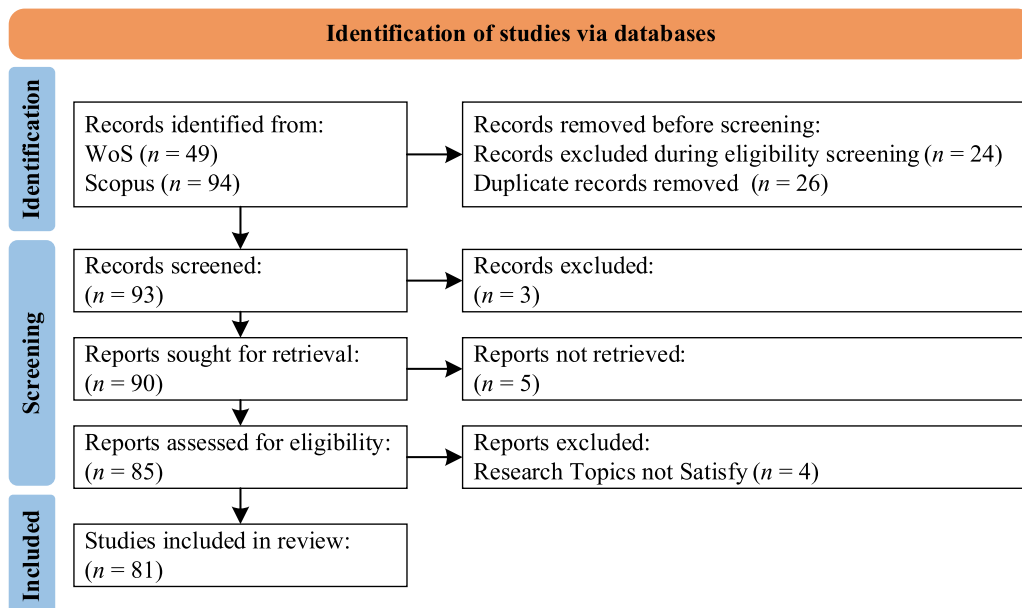 Identification of studies via databases
Identification
Records identified from:
WoS (n = 49)
Scopus (n = 94)
Records removed before screening:
Records excluded during eligibility screening (n = 24)
Duplicate records removed (n = 26)
Screening
Records screened:
(n = 93)
Records excluded:
(n = 3)
Reports sought for retrieval:
(n = 90)
Reports not retrieved:
(n = 5)
Reports assessed for eligibility:
(n = 85)
Reports excluded:
Research Topics not Satisfy (n = 4)
Included
Studies included in review:
(n = 81)